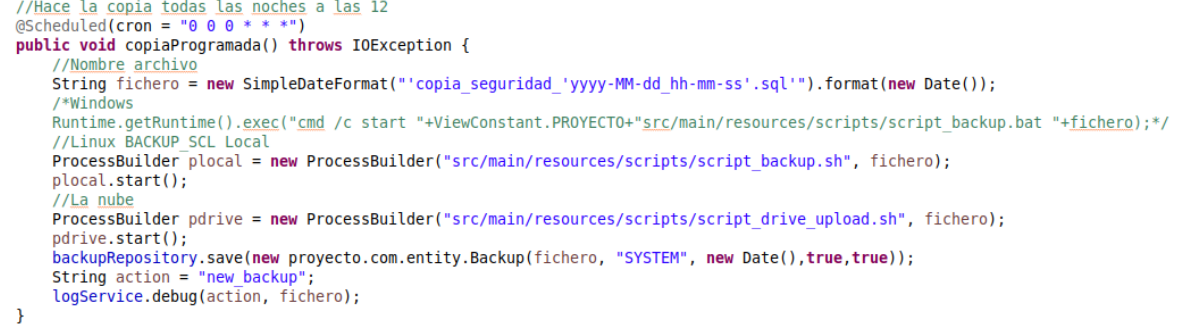 //Hace la copia todas las noches a las 12
@Scheduled(cron = "0 0 0 * * *")
public void copiaProgramada() throws IOException {
//Nombre archivo
String fichero = new SimpleDateFormat("'copia_seguridad_'yyyy-MM-dd_hh-mm-ss'.sql'").format(new Date());
/*Windows
Runtime.getRuntime().exec("cmd /c start "+ViewConstant.PROYECTO+"src/main/resources/scripts/script_backup.bat "+fichero);*/
//Linux BACKUP_SCL Local
ProcessBuilder plocal = new ProcessBuilder("src/main/resources/scripts/script_backup.sh", fichero);
plocal.start();
//La nube
ProcessBuilder pdrive = new ProcessBuilder("src/main/resources/scripts/script_drive_upload.sh", fichero);
pdrive.start();
backupRepository.save(new proyecto.com.entity.Backup(fichero, "SYSTEM", new Date(),true,true));
String action = "new_backup";
logService.debug(action, fichero);
}